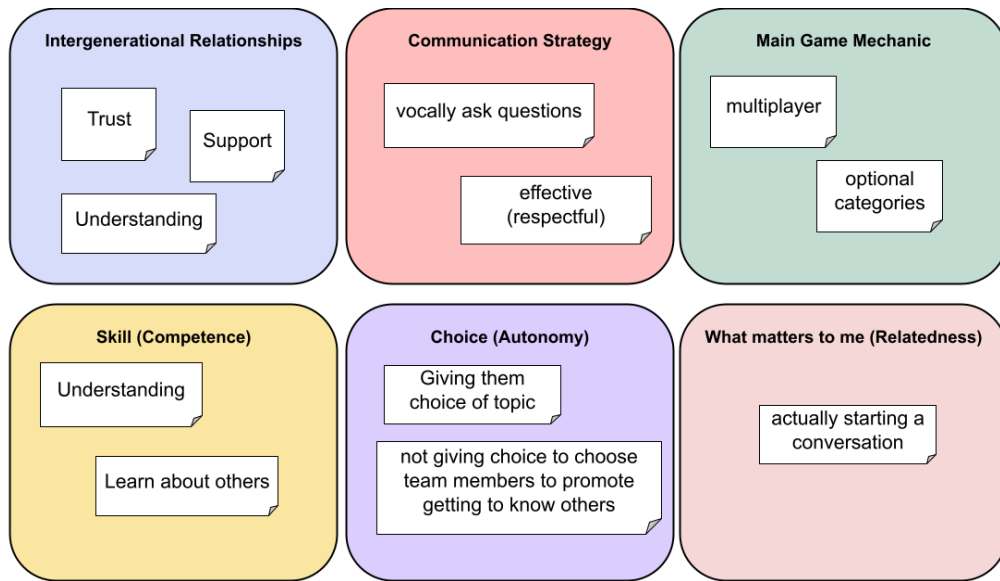 Intergenerational Relationships
Trust
Support
Understanding
Communication Strategy
vocally ask questions
effective
(respectful)
Main Game Mechanic
multiplayer
optional
categories
Skill (Competence)
Understanding
Learn about others
Choice (Autonomy)
Giving them
choice of topic
not giving choice to choose
team members to promote
getting to know others
What matters to me (Relatedness)
actually starting a
conversation